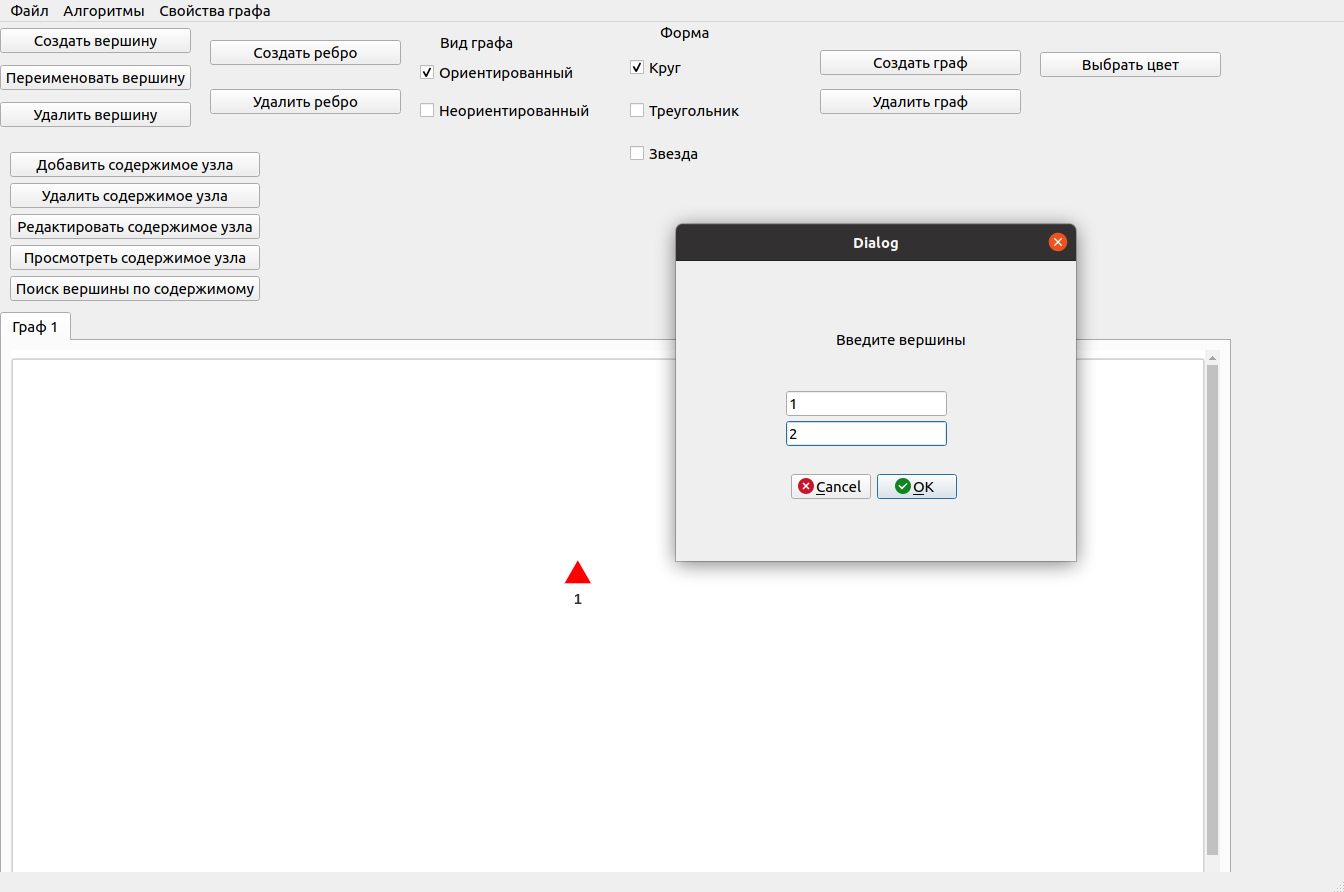 Файл Алгоритмы Свойства графа
Создать вершину
Переименовать вершину
Удалить вершину
Создать ребро
Удалить ребро
Вид графа
Ориентированный
Неориентированный
Форма
Круг
Треугольник
Звезда
Создать граф
Удалить граф
Выбрать цвет
Добавить содержимое узла
Удалить содержимое узла
Редактировать содержимое узла
Просмотреть содержимое узла
Поиск вершины по содержимому
Граф 1
Dialog
Введите вершины
1
2
Cancel OK
1